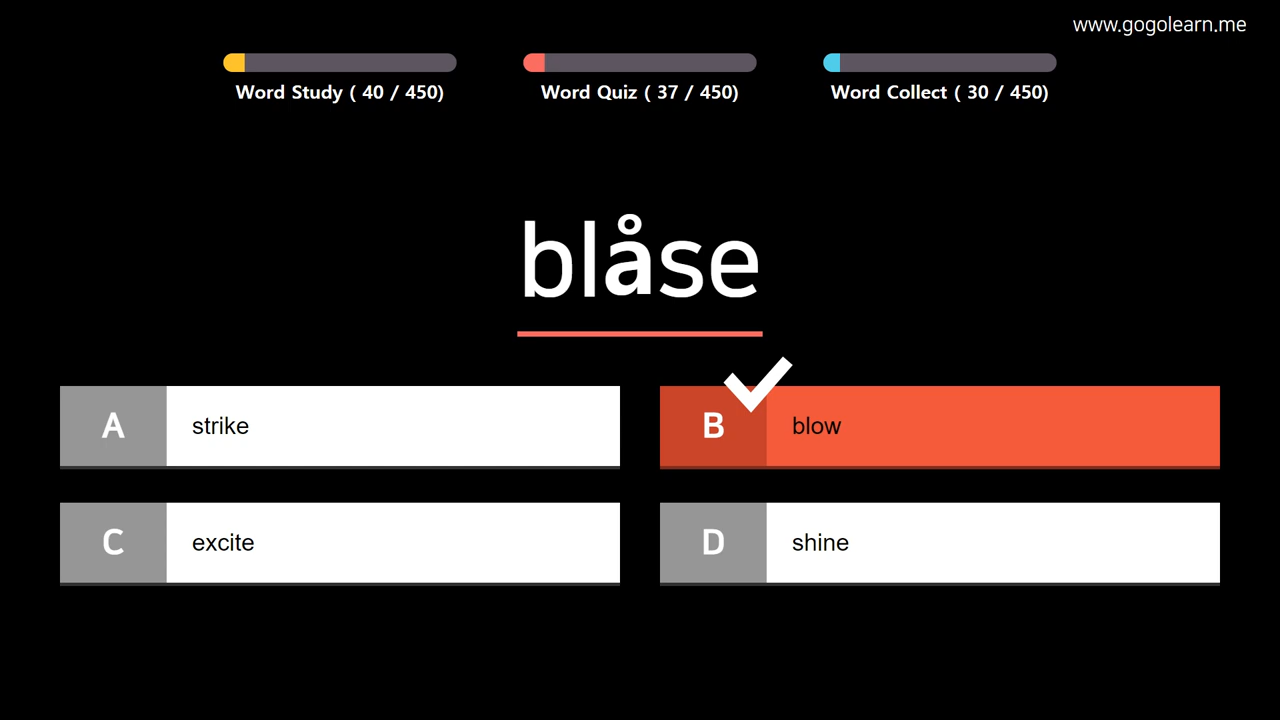 www.gogolearn.me
Word Study ( 40 / 450)
Word Quiz ( 37 / 450)
Word Collect ( 30 / 450)
blåse
A strike
B blow
C excite
D shine